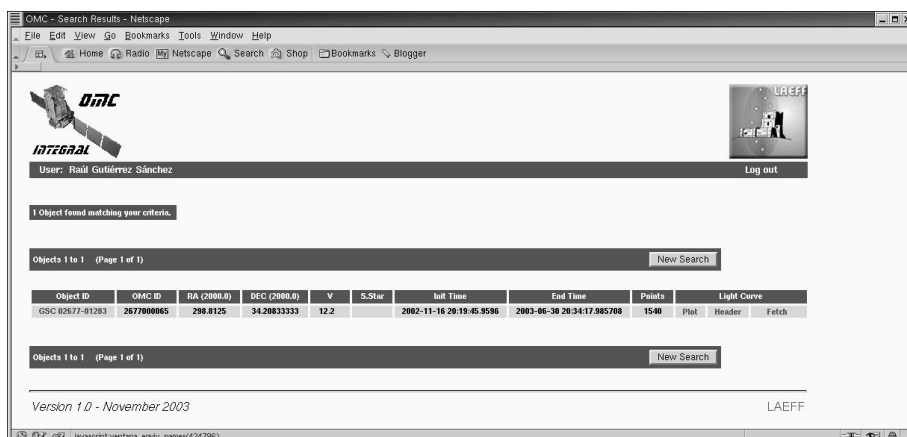 OMC - Search Results - Netscape
File Edit View Go Bookmarks Tools Window Help
Home Radio My Netscape Search Shop Bookmarks Blogger
OMC
INTEGRAL
LAEFF
User: Raúl Gutiérrez Sánchez Log out
1 Object found matching your criteria.
Objects 1 to 1 (Page 1 of 1) New Search
Object ID OMC ID RA (2000.0) DEC (2000.0) V S.Star Init Time End Time Points Light Curve
GSC 02677-01203 2677000065 298.8125 34.20833333 12.2 2002-11-16 20:19:45.9596 2003-06-30 20:34:17.985708 1540 Plot Header Fetch
Objects 1 to 1 (Page 1 of 1) New Search
Version 1.0 - November 2003 LAEFF
javascript:ventana_equiv_names(424796)